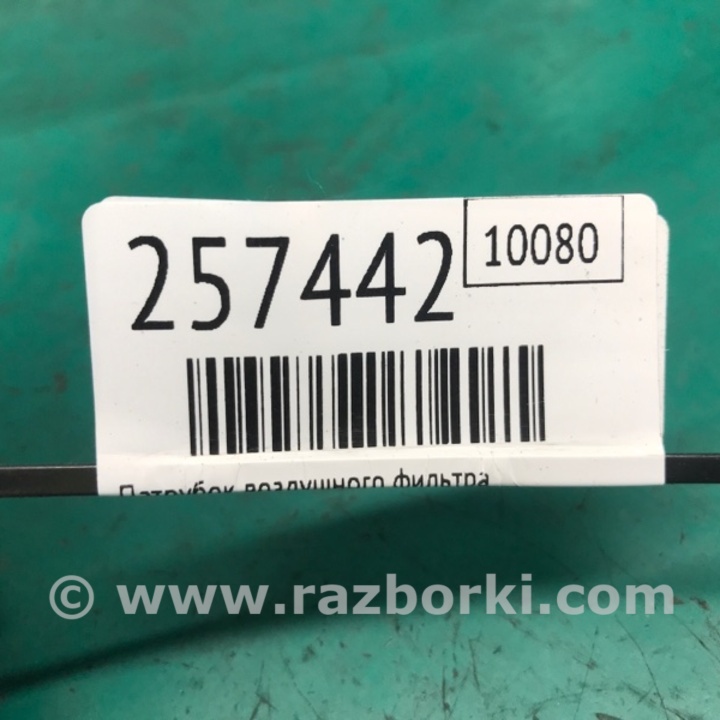 257442
10080
Патрубок воздушного фильтра
© www.razborki.com